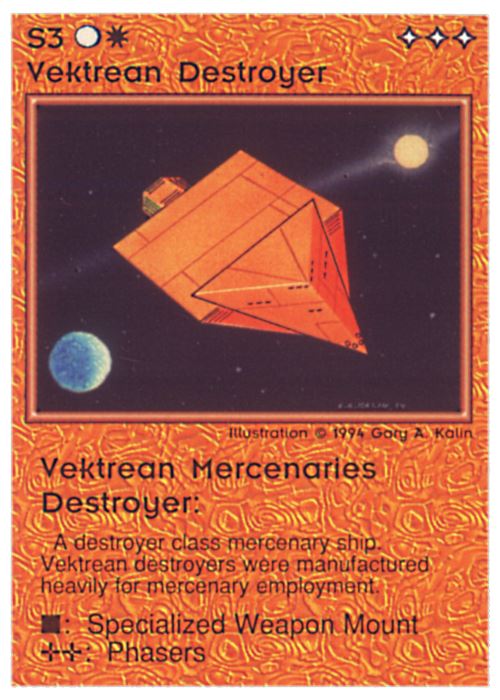 S3
Vektrean Destroyer
Illustration © 1994 Gary A. Kalin
Vektrean Mercenaries
Destroyer:
A destroyer class mercenary ship.
Vektrean destroyers were manufactured
heavily for mercenary employment.
■: Specialized Weapon Mount
✢✢: Phasers